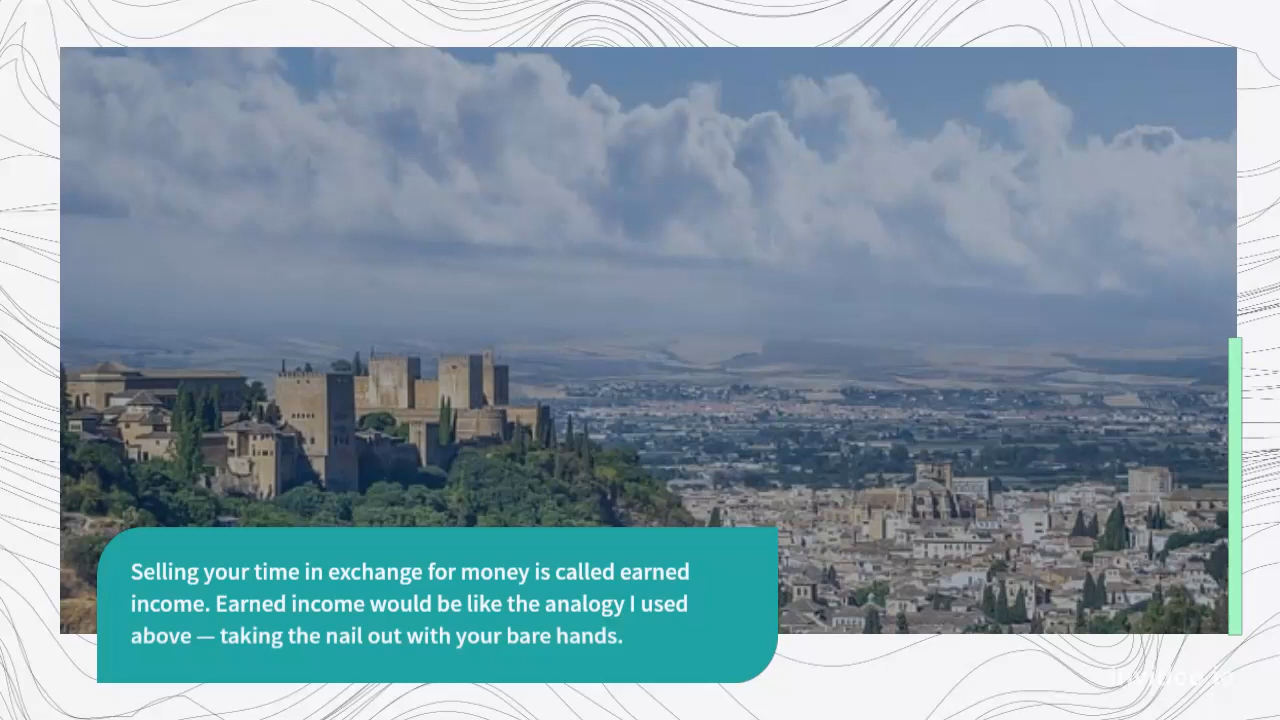 Selling your time in exchange for money is called earned
income. Earned income would be like the analogy I used
above — taking the nail out with your bare hands.